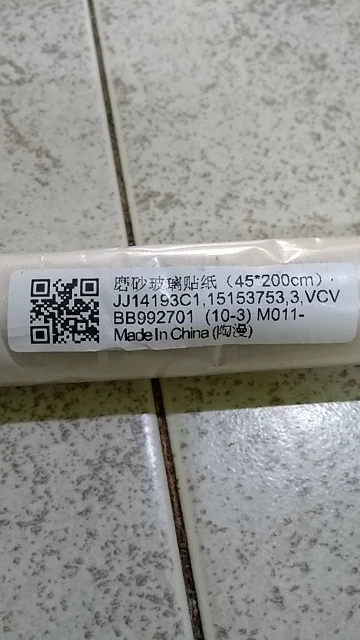 磨砂玻璃贴纸（45*200cm）·
JJ14193C1,15153753,3,VCV
BB992701 (10-3) M011-
Made In China (陶漫)